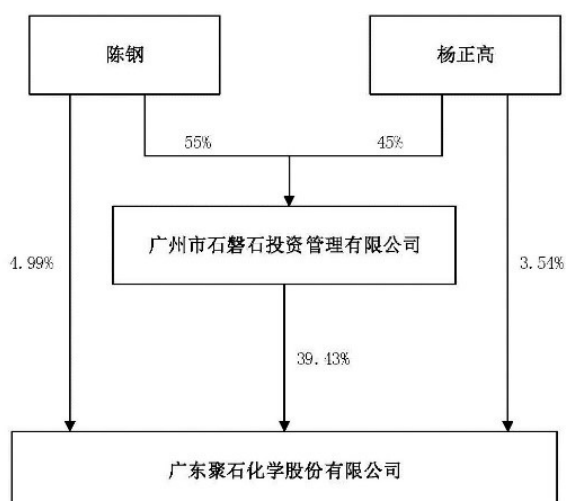 陈钢
杨正高
55%
45%
广州市石磐石投资管理有限公司
4.99%
3.54%
39.43%
广东聚石化学股份有限公司